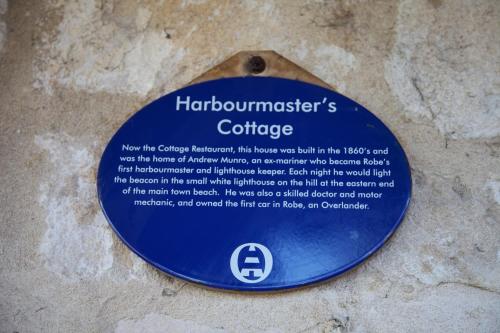 Harbourmaster's
Cottage
Now the Cottage Restaurant, this house was built in the 1860's and
was the home of Andrew Munro, an ex-mariner who became Robe's
first harbourmaster and lighthouse keeper. Each night he would light
the beacon in the small white lighthouse on the hill at the eastern end
of the main town beach. He was also a skilled doctor and motor
mechanic, and owned the first car in Robe, an Overlander.